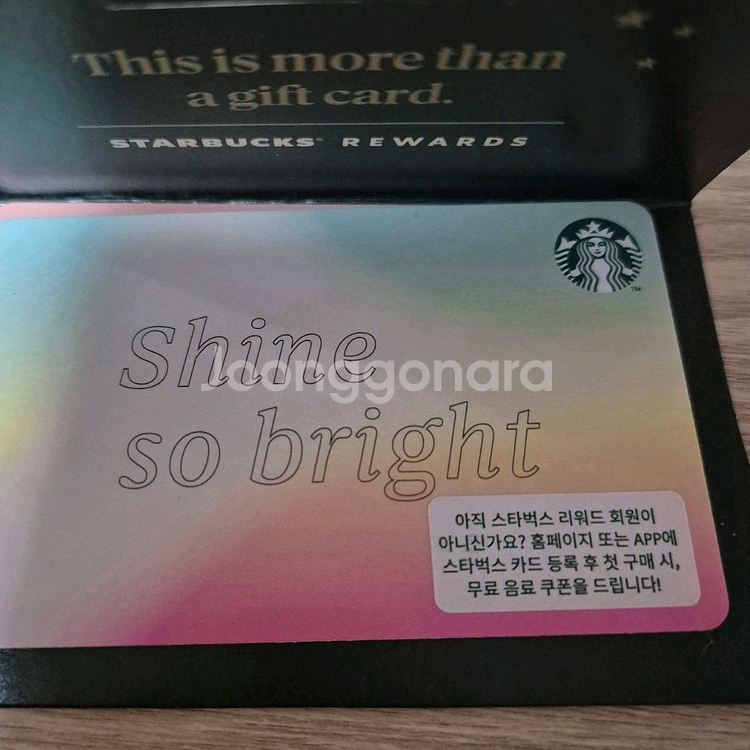 This is more than
a gift card.
STARBUCKS® REWARDS
TM
Shine
Joonggonara
so bright
아직 스타벅스 리워드 회원이
아니신가요? 홈페이지 또는 APP에
스타벅스 카드 등록 후 첫 구매 시,
무료 음료 쿠폰을 드립니다!